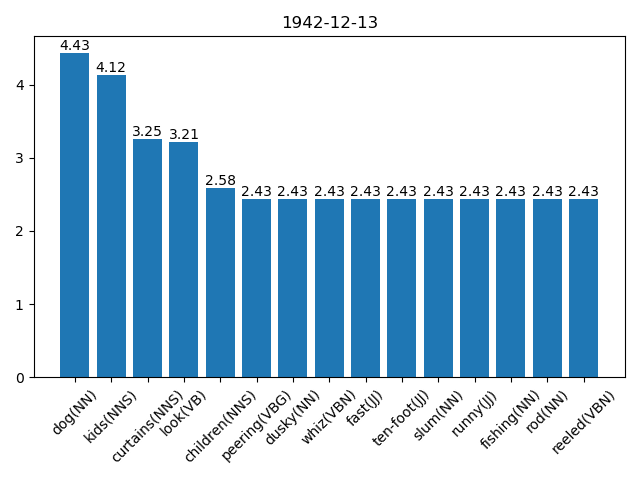 1942-12-13
4.43
4.12
3.25
3.21
2.58
2.43 2.43 2.43 2.43 2.43 2.43 2.43 2.43 2.43 2.43
4
3
2
1
0
dog(NN)
kids(NNS)
curtains(NNS)
look(VB)
children(NNS)
peering(VBG)
dusky(NN)
whiz(VBN)
fast(JJ)
ten-foot(JJ)
slum(NN)
runny(JJ)
fishing(NN)
rod(NN)
reeled(VBN)